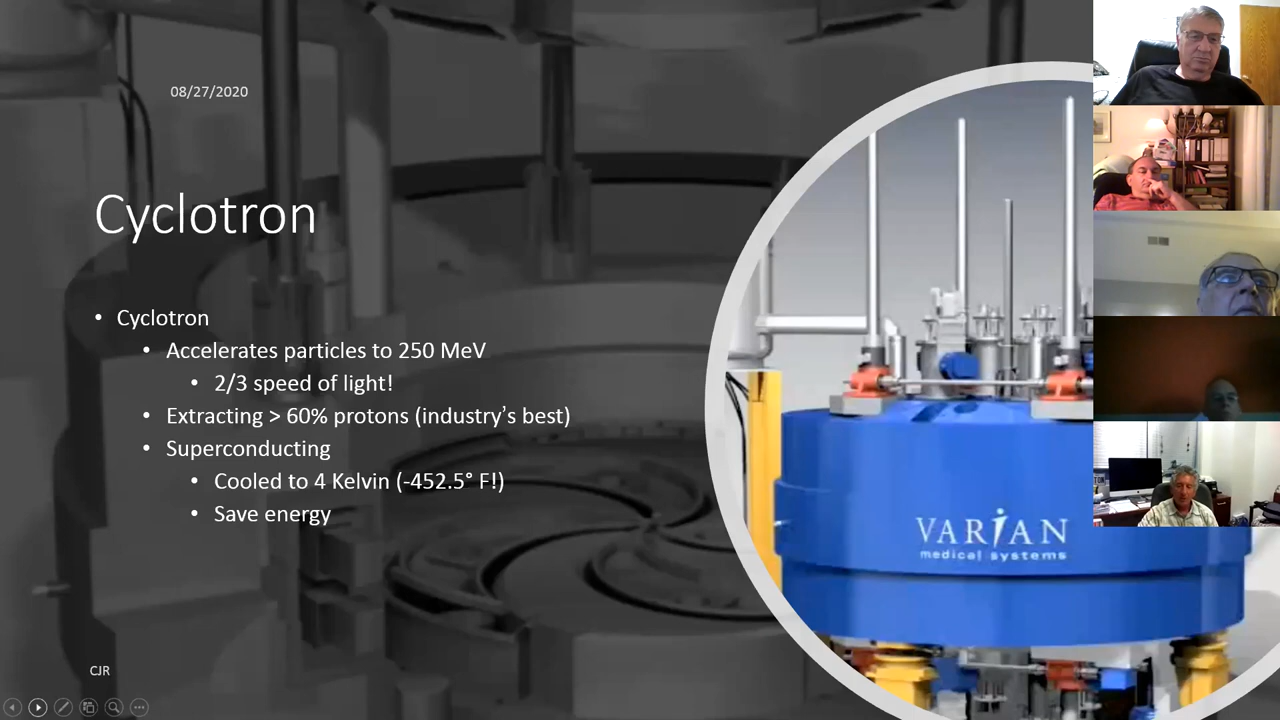 08/27/2020
Cyclotron
• Cyclotron
• Accelerates particles to 250 MeV
• 2/3 speed of light!
• Extracting > 60% protons (industry's best)
• Superconducting
• Cooled to 4 Kelvin (-452.5° F!)
• Save energy
VARIAN
medical systems
CJR